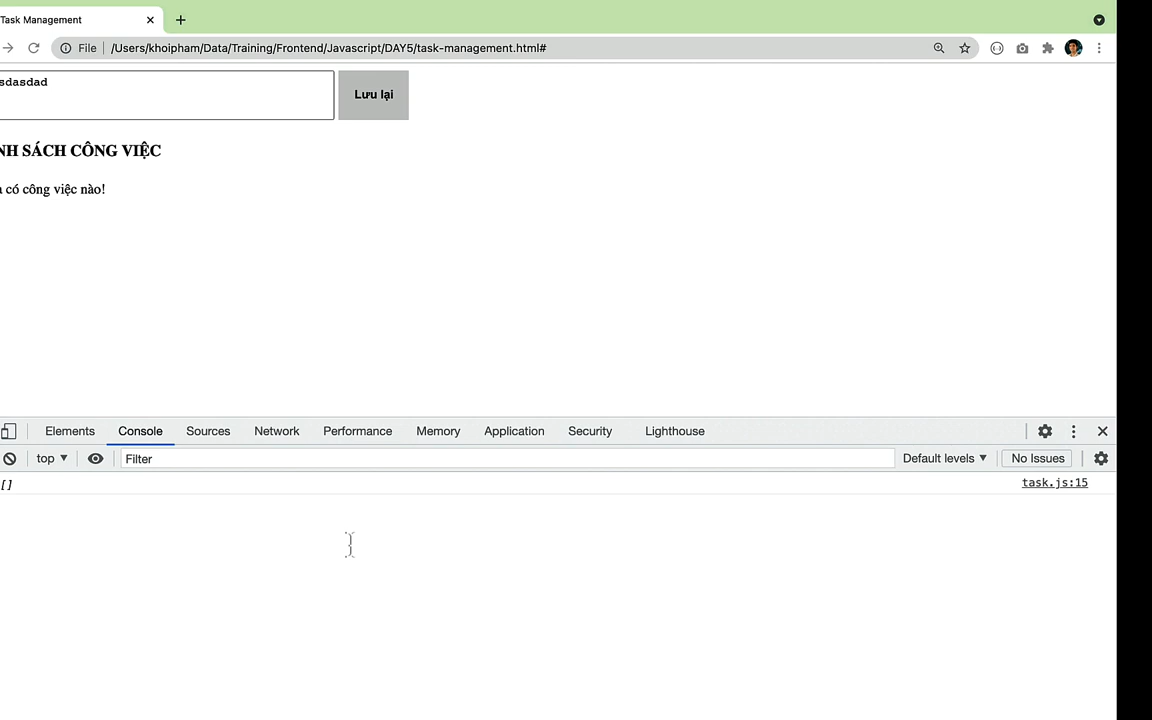 Task Management
File /Users/khoipham/Data/Training/Frontend/Javascript/DAY5/task-management.html#
sdasdad
Lưu lại
NH SÁCH CÔNG VIỆC
có công việc nào!
Elements Console Sources Network Performance Memory Application Security Lighthouse
top Filter Default levels No Issues
[] task.js:15